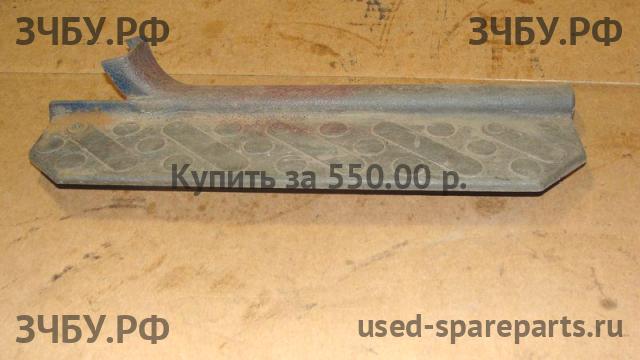 ЗЧБУ.РФ
ЗЧБУ.РФ
Купить за 550.00 р.
ЗЧБУ.РФ
used-spareparts.ru